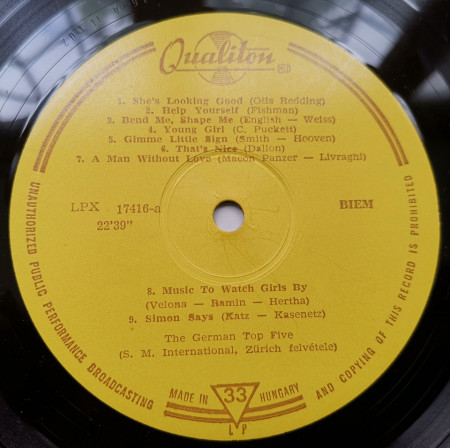 Qualiton
1. She's Looking Good (Otis Redding)
2. Help Yourself (Fishman)
3. Bend Me, Shape Me (English — Weiss)
4. Young Girl (C. Puckett)
5. Gimme Little Sign (Smith — Hooven)
6. That's Nice (Dallon)
7. A Man Without Love (Macon Panzer — Livraghi)
LPX 17416-a
22'39"
BIEM
8. Music To Watch Girls By
(Velona — Ramin — Hertha)
9. Simon Says (Katz — Kasenetz)
The German Top Five
(S. M. International, Zürich felvétele)
UNAUTHORIZED PUBLIC PERFORMANCE BROADCASTING
AND COPYING OF THIS RECORD IS PROHIBITED
MADE IN 33 HUNGARY
LP